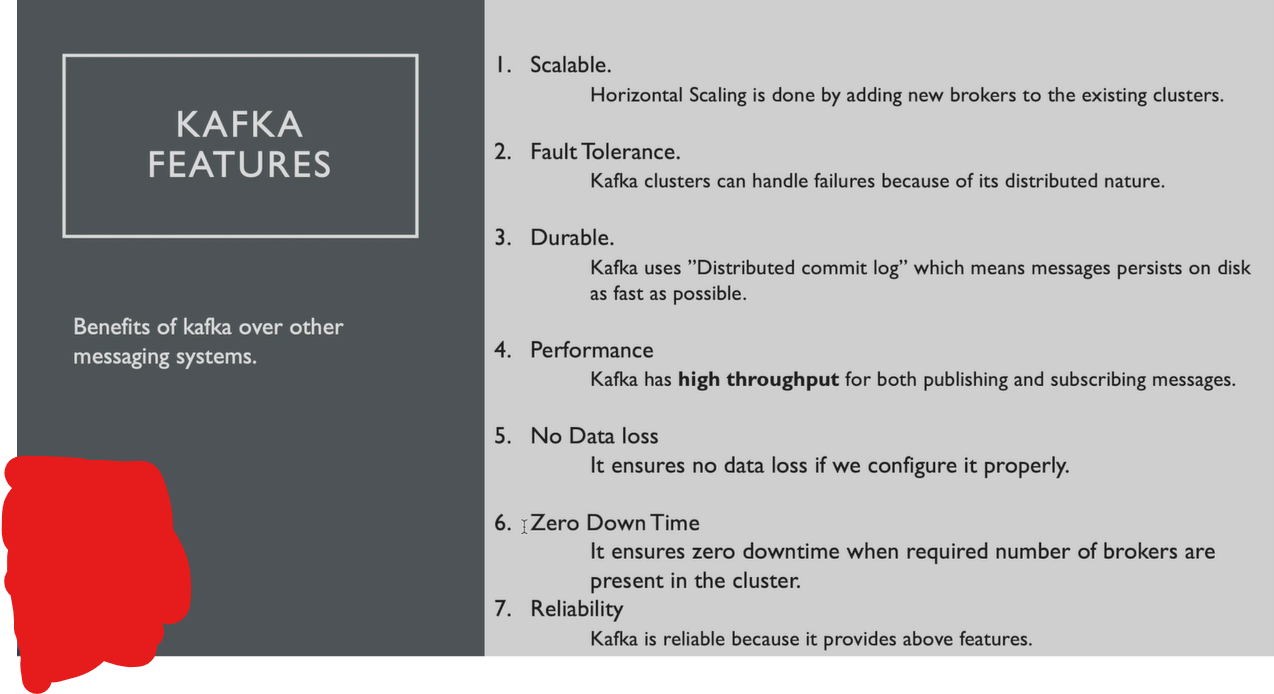 KAFKA
FEATURES
Benefits of kafka over other
messaging systems.
1. Scalable.
Horizontal Scaling is done by adding new brokers to the existing clusters.
2. Fault Tolerance.
Kafka clusters can handle failures because of its distributed nature.
3. Durable.
Kafka uses ”Distributed commit log” which means messages persists on disk
as fast as possible.
4. Performance
Kafka has high throughput for both publishing and subscribing messages.
5. No Data loss
It ensures no data loss if we configure it properly.
6. Zero Down Time
It ensures zero downtime when required number of brokers are
present in the cluster.
7. Reliability
Kafka is reliable because it provides above features.